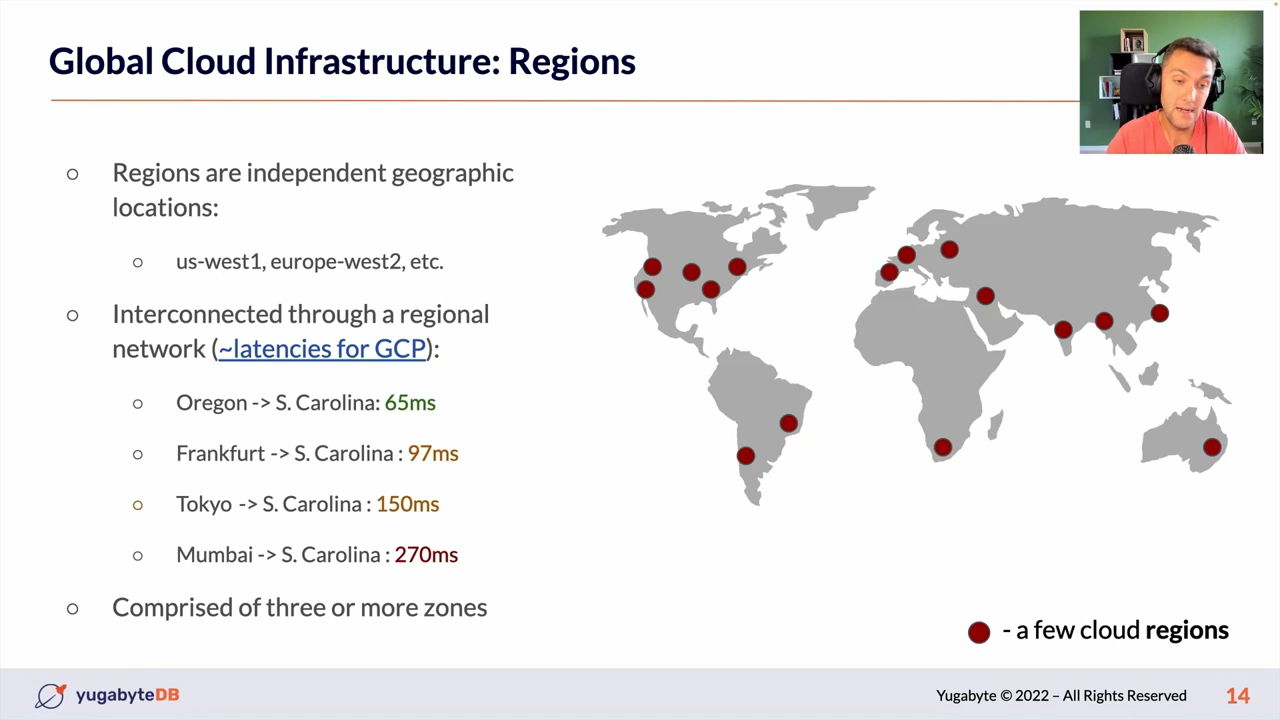 Global Cloud Infrastructure: Regions
○ Regions are independent geographic
locations:
○ us-west1, europe-west2, etc.
○ Interconnected through a regional
network (~latencies for GCP):
○ Oregon -> S. Carolina: 65ms
○ Frankfurt -> S. Carolina : 97ms
○ Tokyo -> S. Carolina : 150ms
○ Mumbai -> S. Carolina : 270ms
○ Comprised of three or more zones
- a few cloud regions
yugabyteDB
Yugabyte © 2022 – All Rights Reserved
14